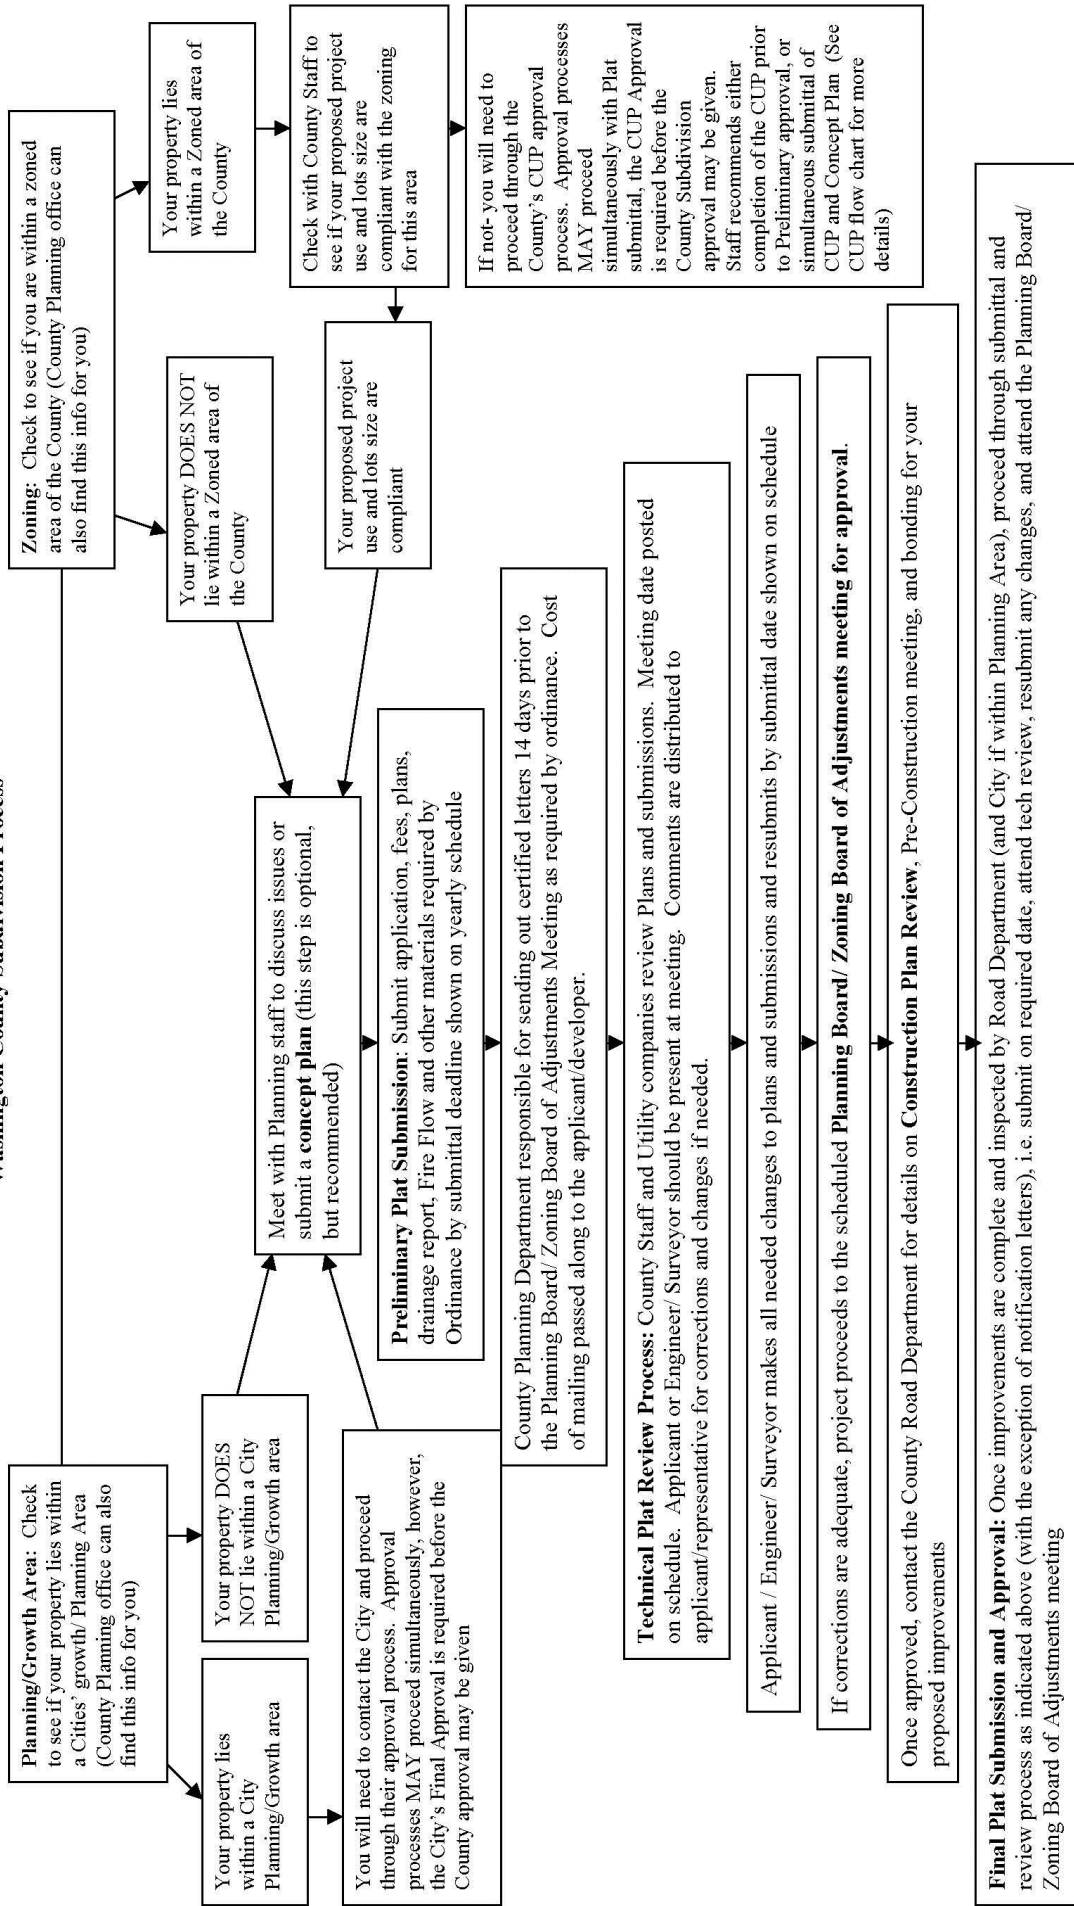 Washington County Subdivision Process
Planning/Growth Area: Check
to see if your property lies within
a Cities' growth/ Planning Area
(County Planning office can also
find this info for you)
Zoning: Check to see if you are within a zoned
area of the County (County Planning office can
also find this info for you)
Your property lies
within a City
Planning/Growth area
Your property DOES
NOT lie within a City
Planning/Growth area
Your property DOES NOT
lie within a Zoned area of
the County
Your property lies
within a Zoned area of
the County
You will need to contact the City and proceed
through their approval process. Approval
processes MAY proceed simultaneously, however,
the City's Final Approval is required before the
County approval may be given
Meet with Planning staff to discuss issues or
submit a concept plan (this step is optional,
but recommended)
Your proposed project
use and lots size are
compliant
Check with County Staff to
see if your proposed project
use and lots size are
compliant with the zoning
for this area
If not- you will need to
proceed through the
County's CUP approval
process. Approval processes
MAY proceed
simultaneously with Plat
submittal, the CUP Approval
is required before the
County Subdivision
approval may be given.
Staff recommends either
completion of the CUP prior
to Preliminary approval, or
simultaneous submittal of
CUP and Concept Plan (See
CUP flow chart for more
details)
Preliminary Plat Submission: Submit application, fees, plans,
drainage report, Fire Flow and other materials required by
Ordinance by submittal deadline shown on yearly schedule
County Planning Department responsible for sending out certified letters 14 days prior to
the Planning Board/ Zoning Board of Adjustments Meeting as required by ordinance. Cost
of mailing passed along to the applicant/developer.
Technical Plat Review Process: County Staff and Utility companies review Plans and submissions. Meeting date posted
on schedule. Applicant or Engineer/ Surveyor should be present at meeting. Comments are distributed to
applicant/representative for corrections and changes if needed.
Applicant / Engineer/ Surveyor makes all needed changes to plans and submissions and resubmits by submittal date shown on schedule
If corrections are adequate, project proceeds to the scheduled Planning Board/ Zoning Board of Adjustments meeting for approval.
Once approved, contact the County Road Department for details on Construction Plan Review, Pre-Construction meeting, and bonding for your
proposed improvements
Final Plat Submission and Approval: Once improvements are complete and inspected by Road Department (and City if within Planning Area), proceed through submittal and
review process as indicated above (with the exception of notification letters), i.e. submit on required date, attend tech review, resubmit any changes, and attend the Planning Board/
Zoning Board of Adjustments meeting